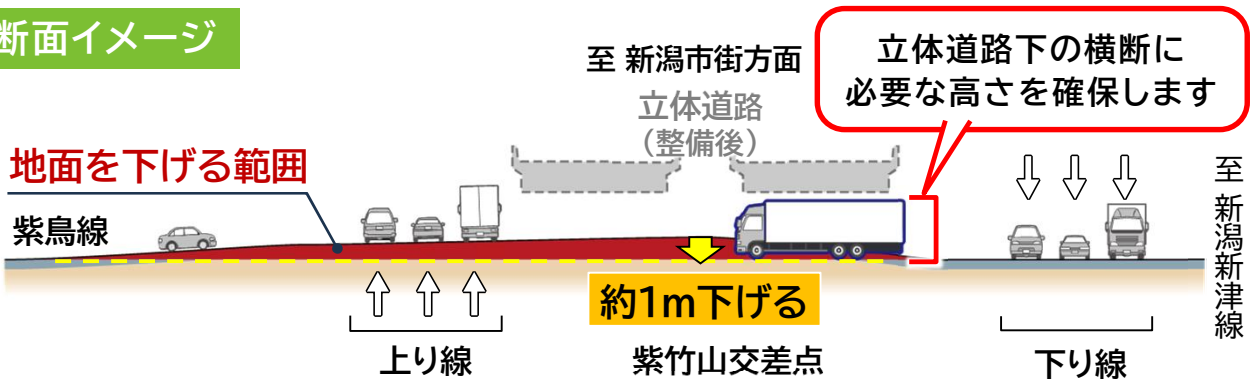 断面イメージ
至 新潟市街方面
立体道路
（整備後）
立体道路下の横断に
必要な高さを確保します
地面を下げる範囲
紫鳥線
至 新潟新津線
約1m下げる
上り線
紫竹山交差点
下り線